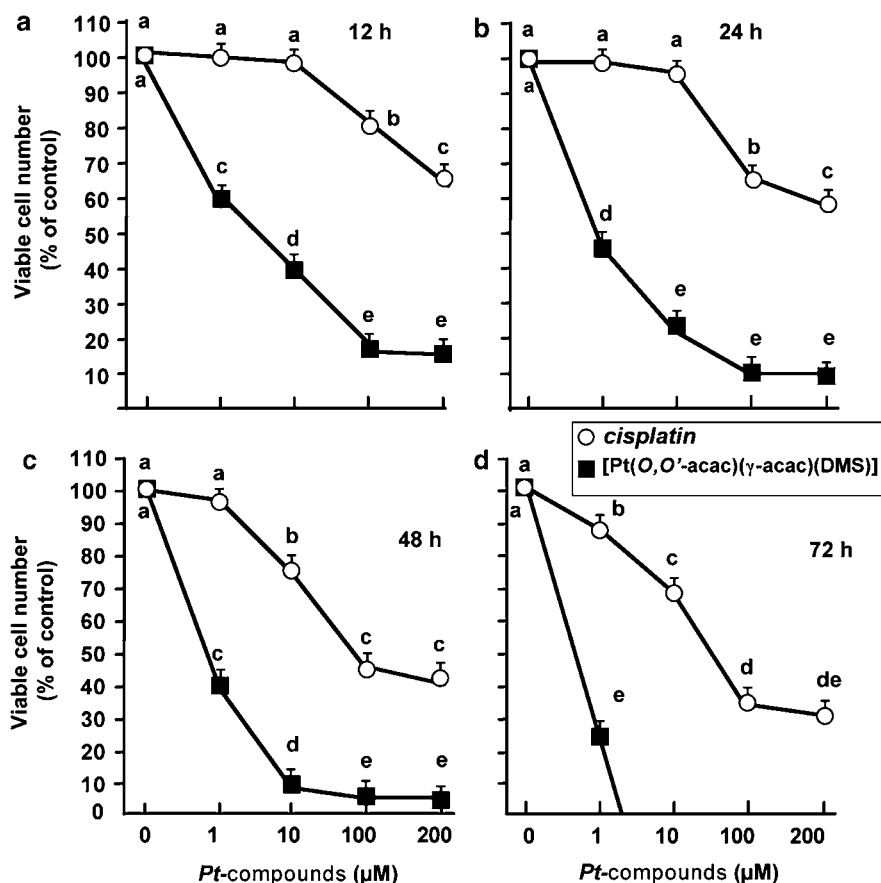 a
12 h
Viable cell number
(% of control)
110
100
90
80
70
60
50
40
30
20
10
a
a
a
a
b
c
c
d
e
e
b
24 h
a
a
a
a
b
c
d
e
e
e
cisplatin
[Pt(O,O'-acac)(γ-acac)(DMS)]
c
48 h
Viable cell number
(% of control)
110
100
90
80
70
60
50
40
30
20
10
0
a
a
a
b
c
c
c
d
e
e
0
1
10
100
200
Pt-compounds (µM)
d
72 h
a
a
b
c
d
de
e
0
1
10
100
200
Pt-compounds (µM)